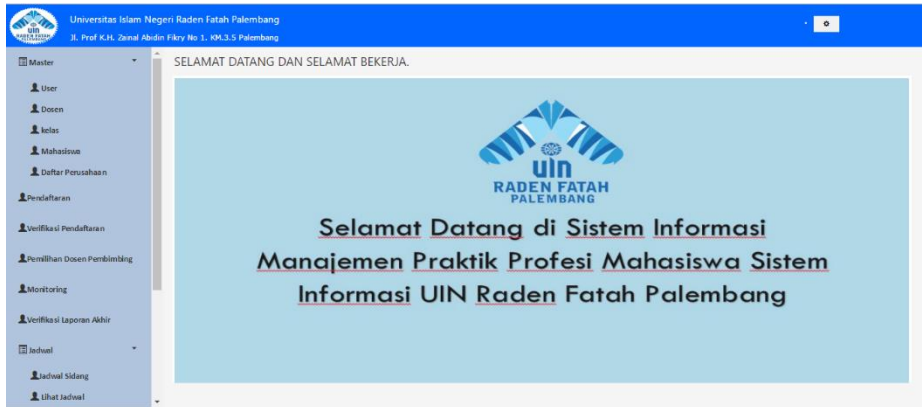 Universitas Islam Negeri Raden Fatah Palembang
Jl. Prof K.H. Zainal Abidin Fikry No 1. KM.3.5 Palembang
Master
User
Dosen
kelas
Mahasiswa
Daftar Perusahaan
Pendaftaran
Verifikasi Pendaftaran
Pemilihan Dosen Pembimbing
Monitoring
Verifikasi Laporan Akhir
Jadwal
Jadwal Sidang
Lihat Jadwal
SELAMAT DATANG DAN SELAMAT BEKERJA.
uin
RADEN FATAH
PALEMBANG
Selamat Datang di Sistem Informasi
Manajemen Praktik Profesi Mahasiswa Sistem
Informasi UIN Raden Fatah Palembang